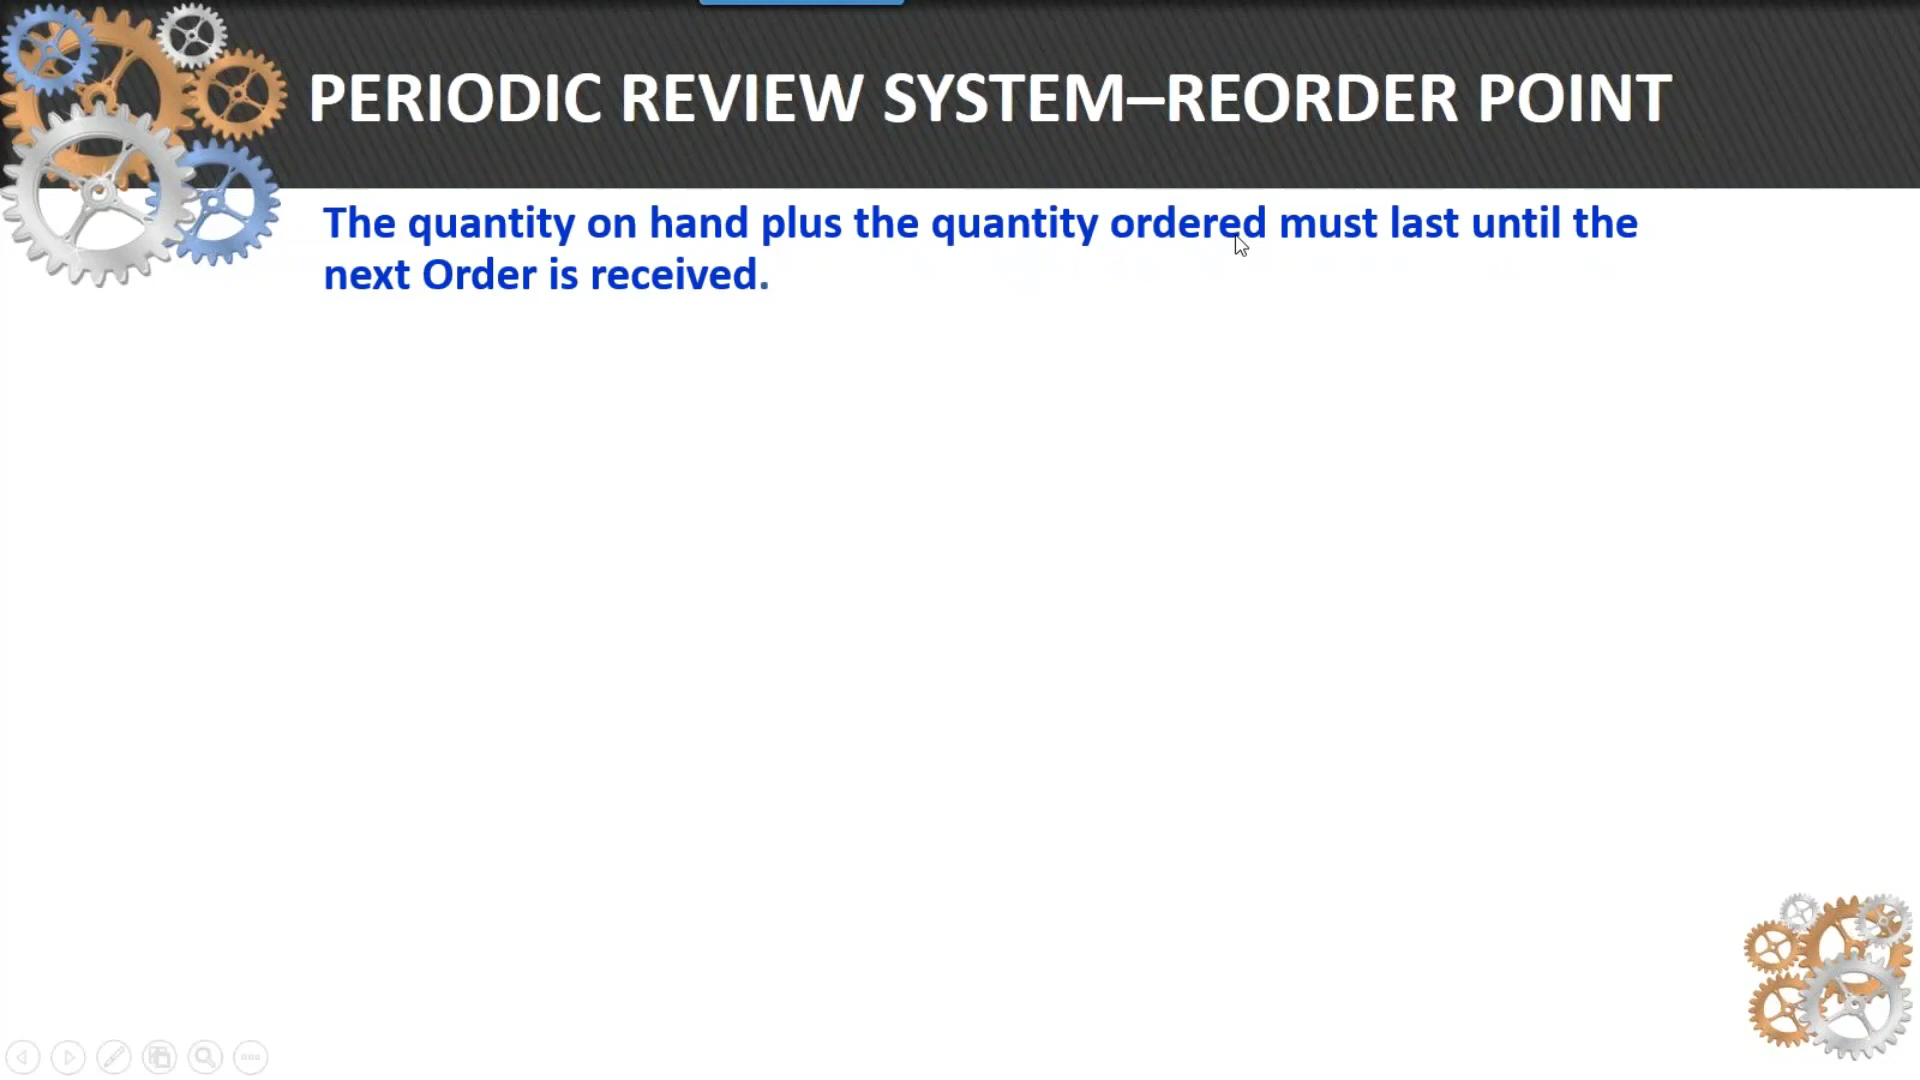 PERIODIC REVIEW SYSTEM–REORDER POINT
The quantity on hand plus the quantity ordered must last until the
next Order is received.